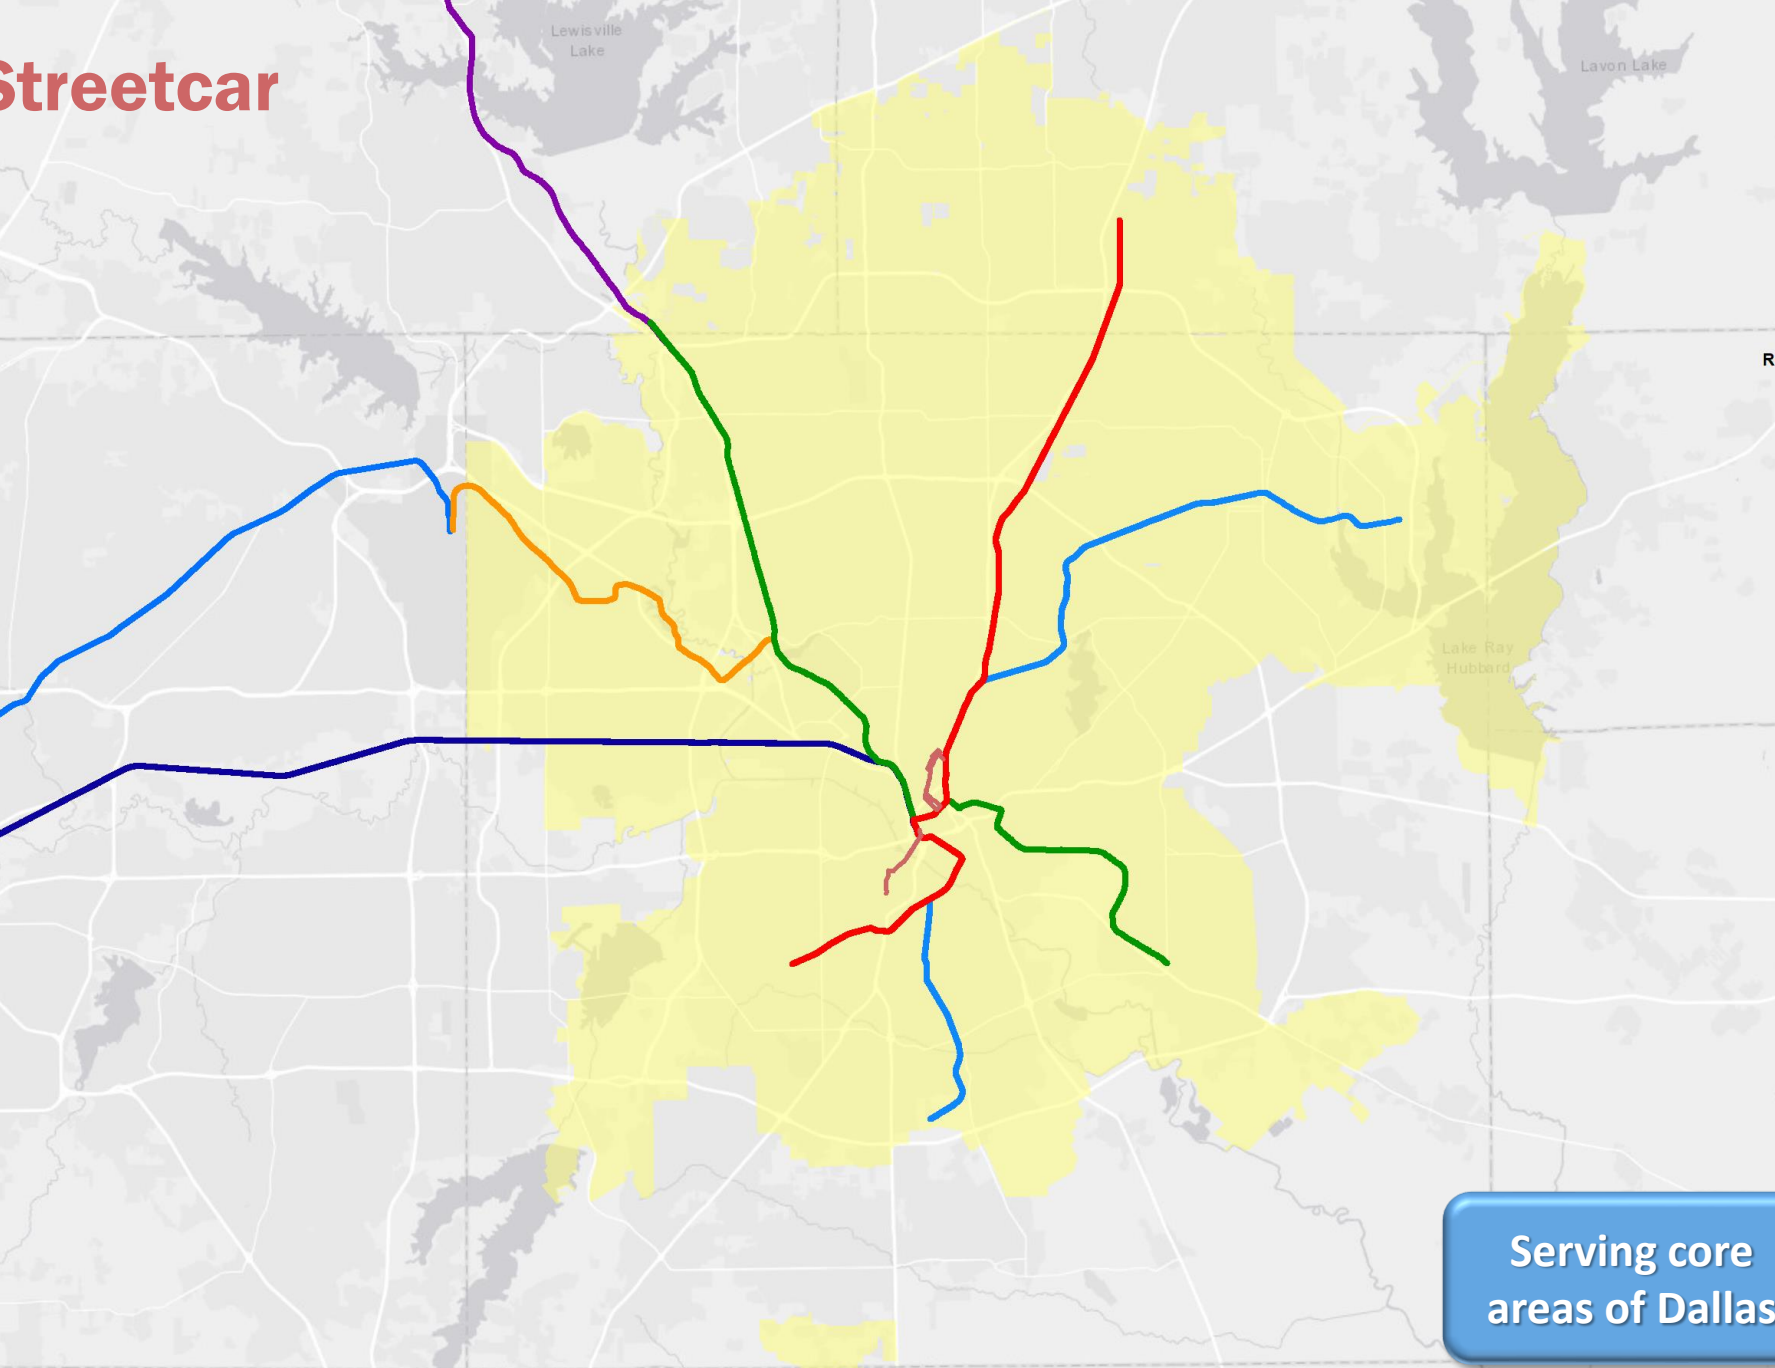 Lewisville
Lake
Streetcar
Lavon Lake
R
Lake Ray
Hubbard
Serving core
areas of Dallas